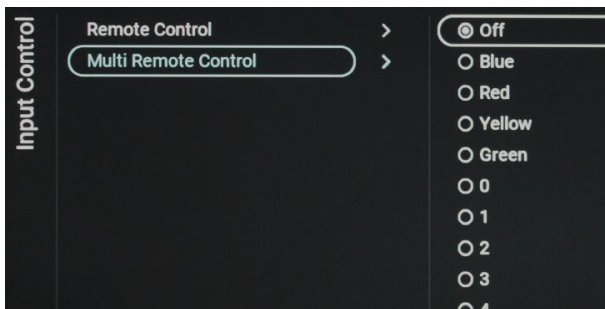 Input Control
Remote Control
Multi Remote Control
Off
Blue
Red
Yellow
Green
0
1
2
3